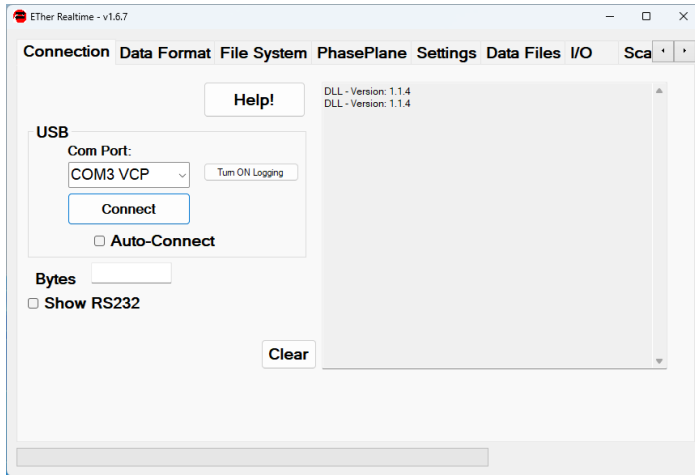 ETher Realtime - v1.6.7
Connection Data Format File System PhasePlane Settings Data Files I/O Sca
Help!
DLL - Version: 1.1.4
DLL - Version: 1.1.4
USB
Com Port:
COM3 VCP
Turn ON Logging
Connect
Auto-Connect
Bytes
Show RS232
Clear